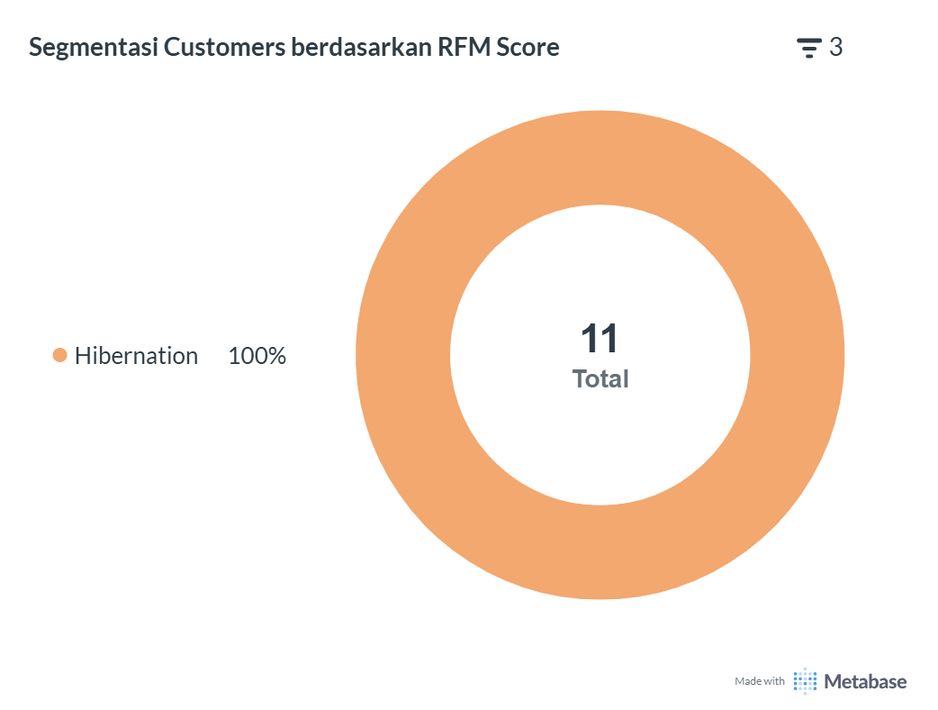 Segmentasi Customers berdasarkan RFM Score
3
Hibernation 100%
11
Total
Made with Metabase